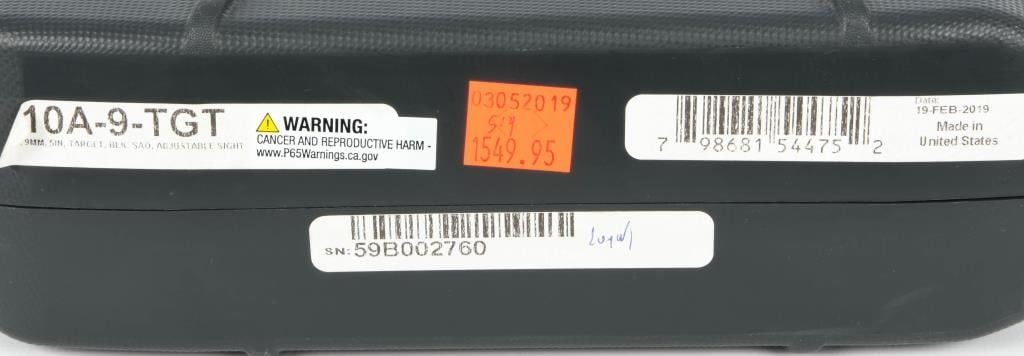 10A-9-TGT
9MM, 5IN, TARGET, BLK, SAO, ADJUSTABLE SIGHT
WARNING:
CANCER AND REPRODUCTIVE HARM -
www.P65Warnings.ca.gov
03052019
1549.95
7 98681 54475 2
Date:
19-FEB-2019
Made in
United States
SN: 59B002760